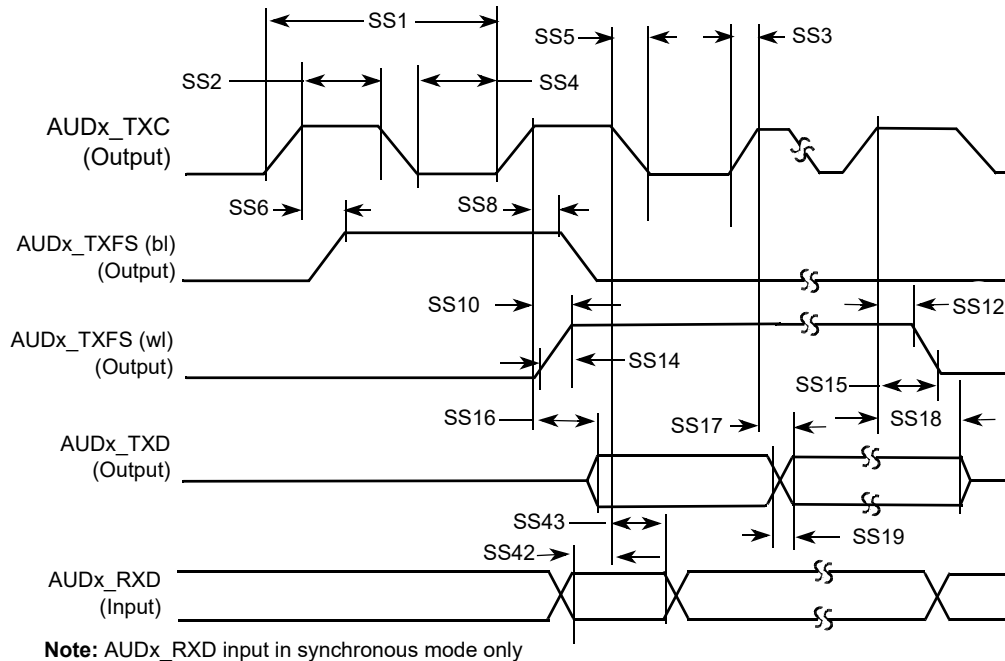 SS1
SS5
SS3
SS2
SS4
AUDx_TXC
(Output)
SS6
SS8
AUDx_TXFS (bl)
(Output)
SS10
SS12
AUDx_TXFS (wl)
(Output)
SS14
SS15
SS16
SS17
SS18
AUDx_TXD
(Output)
SS43
SS19
SS42
AUDx_RXD
(Input)
Note: AUDx_RXD input in synchronous mode only